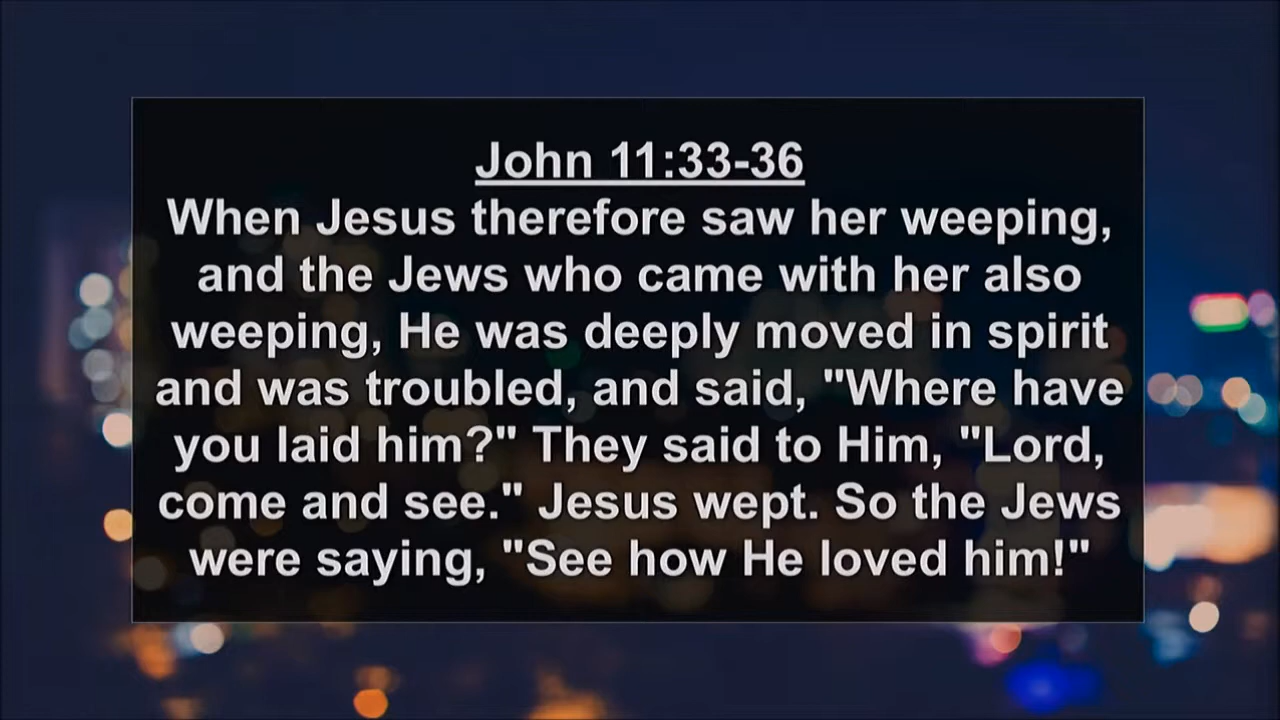 John 11:33-36
When Jesus therefore saw her weeping,
and the Jews who came with her also
weeping, He was deeply moved in spirit
and was troubled, and said, "Where have
you laid him?" They said to Him, "Lord,
come and see." Jesus wept. So the Jews
were saying, "See how He loved him!"